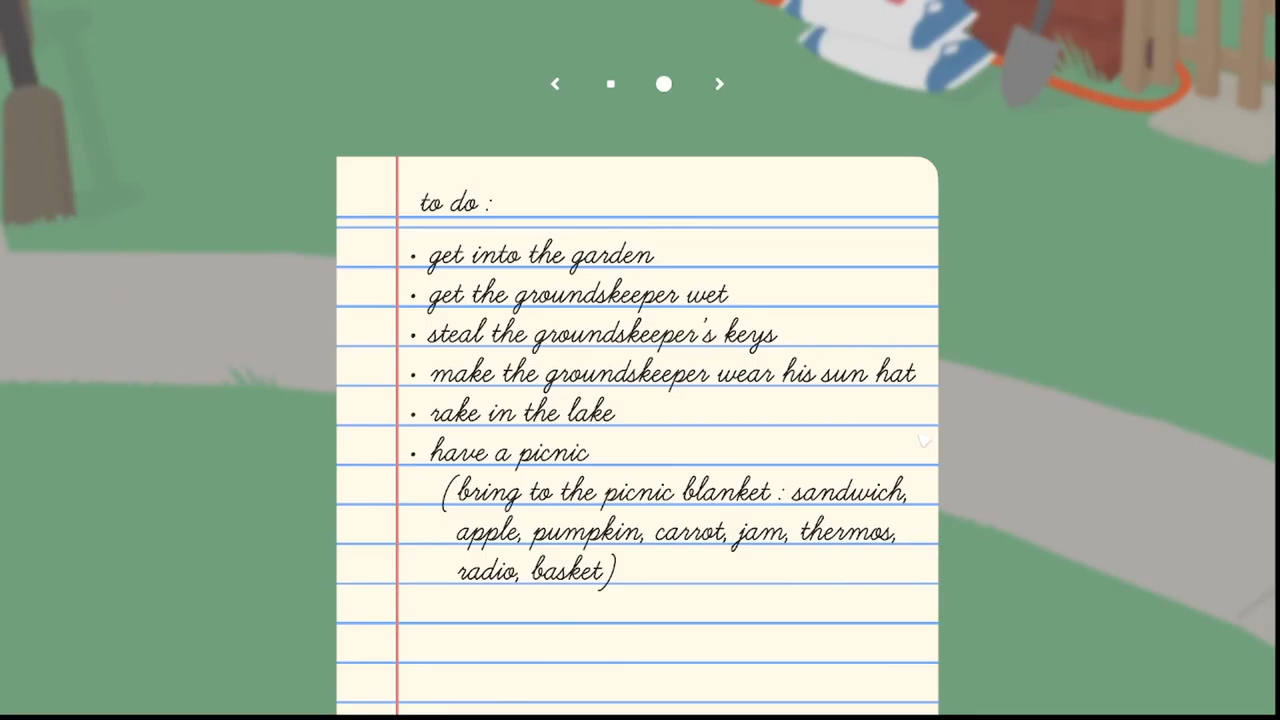 to do :
• get into the garden
• get the groundskeeper wet
• steal the groundskeeper's keys
• make the groundskeeper wear his sun hat
• rake in the lake
• have a picnic
(bring to the picnic blanket : sandwich,
apple, pumpkin, carrot, jam, thermos,
radio, basket)